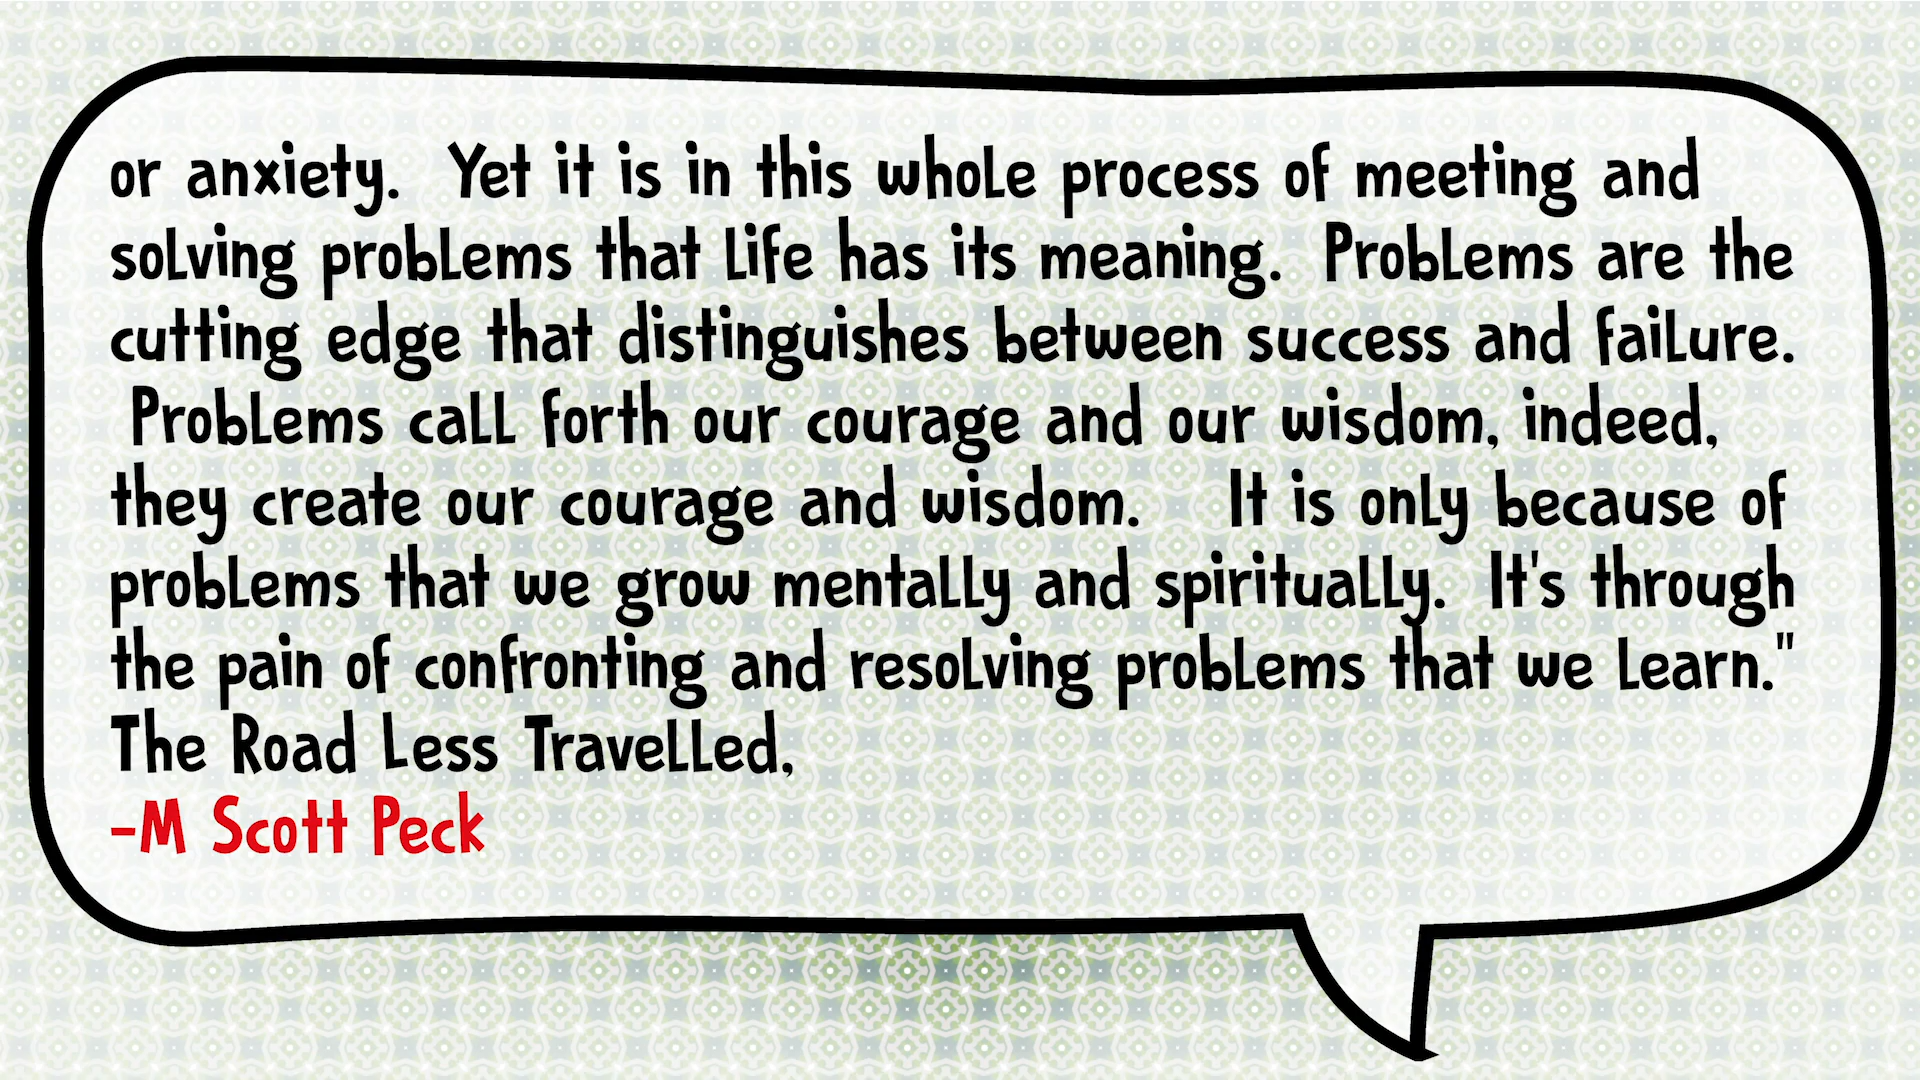 or anxiety.  Yet it is in this whole process of meeting and
solving problems that life has its meaning.  Problems are the
cutting edge that distinguishes between success and failure.
Problems call forth our courage and our wisdom, indeed,
they create our courage and wisdom.    It is only because of
problems that we grow mentally and spiritually.  It's through
the pain of confronting and resolving problems that we learn."
The Road Less Travelled,
-M Scott Peck